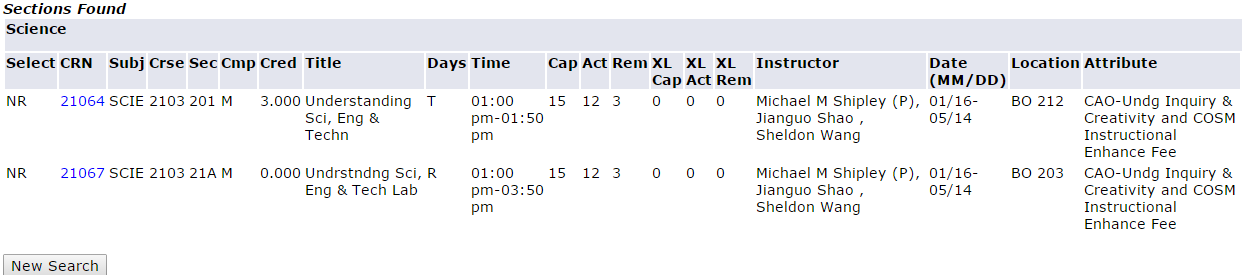 Sections Found
Science
Select CRN Subj Crse Sec Cmp Cred Title Days Time Cap Act Rem XL Cap XL Act XL Rem Instructor Date (MM/DD) Location Attribute
NR 21064 SCIE 2103 201 M 3.000 Understanding Sci, Eng & Techn T 01:00 pm-01:50 pm 15 12 3 0 0 0 Michael M Shipley (P), Jianguo Shao , Sheldon Wang 01/16-05/14 BO 212 CAO-Undg Inquiry & Creativity and COSM Instructional Enhance Fee
NR 21067 SCIE 2103 21A M 0.000 Undrstndng Sci, Eng & Tech Lab R 01:00 pm-03:50 pm 15 12 3 0 0 0 Michael M Shipley (P), Jianguo Shao , Sheldon Wang 01/16-05/14 BO 203 CAO-Undg Inquiry & Creativity and COSM Instructional Enhance Fee
New Search